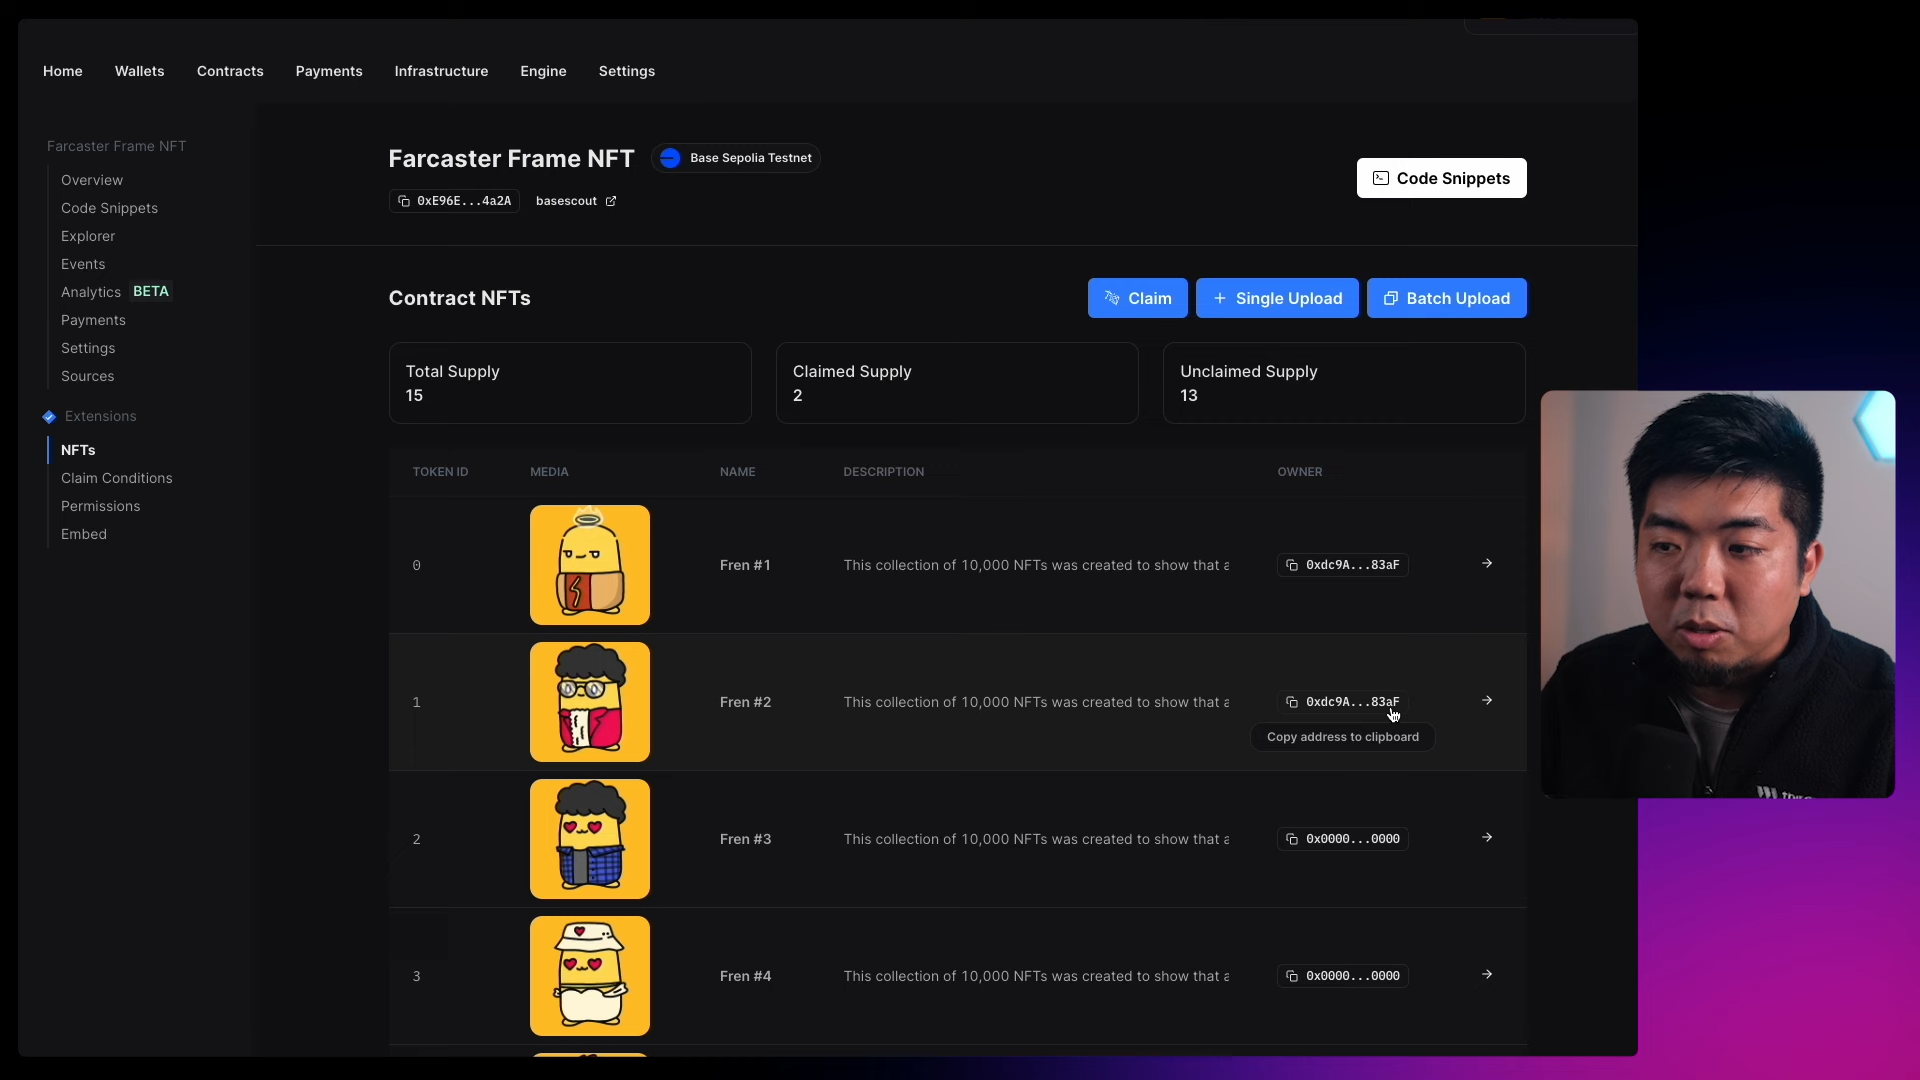 Home Wallets Contracts Payments Infrastructure Engine Settings
Farcaster Frame NFT
Overview
Code Snippets
Explorer
Events
Analytics BETA
Payments
Settings
Sources
Extensions
NFTs
Claim Conditions
Permissions
Embed
Farcaster Frame NFT Base Sepolia Testnet
0xE96E...4a2A basescout
Code Snippets
Contract NFTs
Claim Single Upload Batch Upload
Total Supply
15
Claimed Supply
2
Unclaimed Supply
13
TOKEN ID MEDIA NAME DESCRIPTION OWNER
0 Fren #1 This collection of 10,000 NFTs was created to show that a 0xdc9A...83aF
1 Fren #2 This collection of 10,000 NFTs was created to show that a 0xdc9A...83aF
Copy address to clipboard
2 Fren #3 This collection of 10,000 NFTs was created to show that a 0x0000...0000
3 Fren #4 This collection of 10,000 NFTs was created to show that a 0x0000...0000